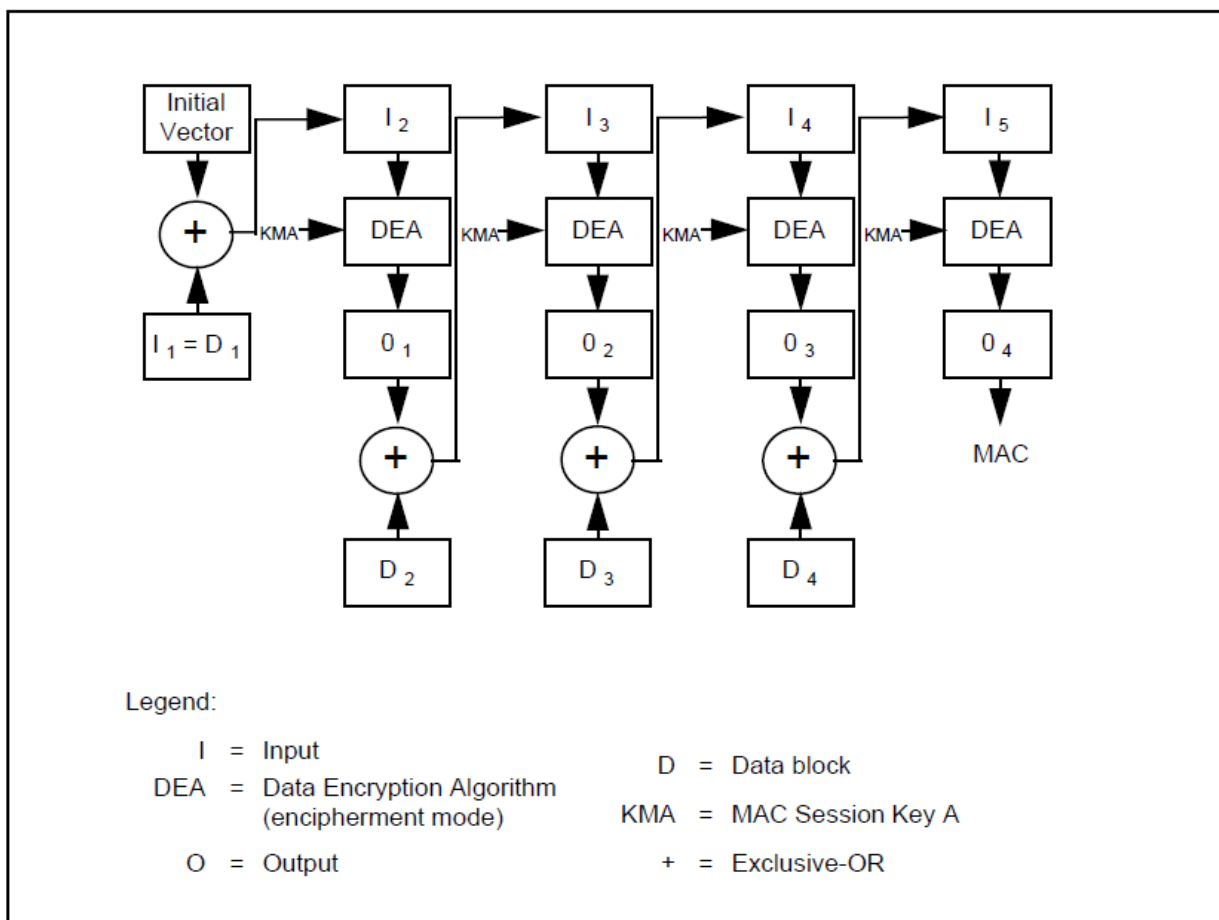 Initial Vector
I 2
I 3
I 4
I 5
+
KMA
DEA
KMA
DEA
KMA
DEA
KMA
DEA
I 1 = D 1
0 1
0 2
0 3
0 4
+
+
+
MAC
D 2
D 3
D 4
Legend:
I = Input
DEA = Data Encryption Algorithm
(encipherment mode)
O = Output
D = Data block
KMA = MAC Session Key A
+ = Exclusive-OR